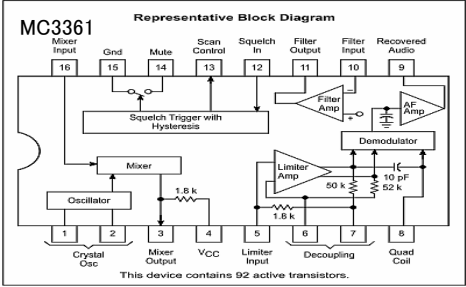 Representative Block Diagram
MC3361
Mixer Input
Gnd
Mute
Scan Control
Squelch In
Filter Output
Filter Input
Recovered Audio
16
15
14
13
12
11
10
9
Filter Amp
AF Amp
Squelch Trigger with Hysteresis
Demodulator
Mixer
Limiter Amp
10 pF
1.8 k
50 k
52 k
Oscillator
1.8 k
1
2
3
4
5
6
7
8
Crystal Osc
Mixer Output
VCC
Limiter Input
Decoupling
Quad Coil
This device contains 92 active transistors.